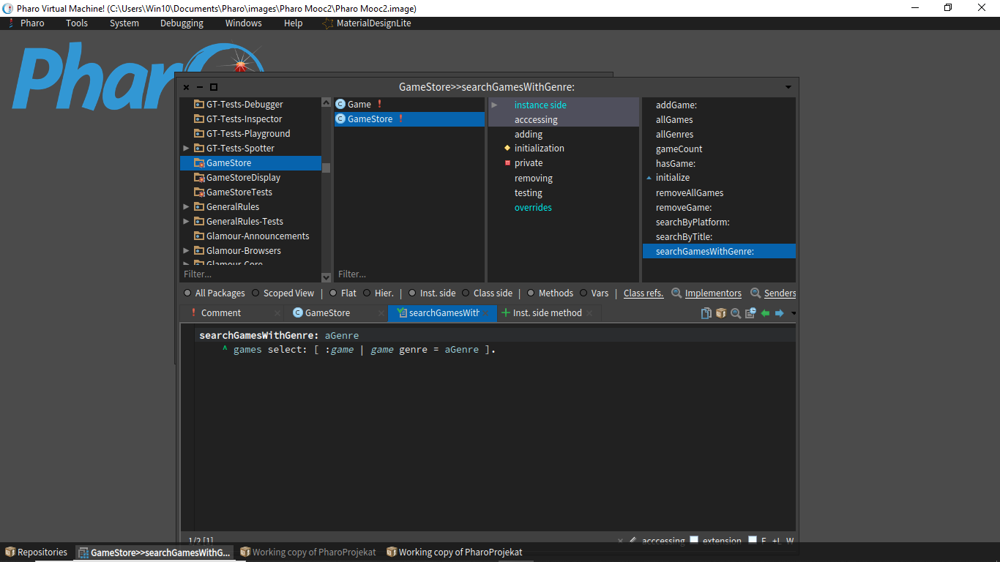 Pharo Virtual Machine! (C:\Users\Win10\Documents\Pharo\images\Pharo Mooc2\Pharo Mooc2.image)
Pharo Tools System Debugging Windows Help MaterialDesignLite
Phar
GameStore>>searchGamesWithGenre:
GT-Tests-Debugger
GT-Tests-Inspector
GT-Tests-Playground
GT-Tests-Spotter
GameStore
GameStoreDisplay
GameStoreTests
GeneralRules
GeneralRules-Tests
Glamour-Announcements
Glamour-Browsers
Glamour-Core
Filter...
Game !
GameStore !
Filter...
instance side
acccessing
adding
initialization
private
removing
testing
overrides
addGame:
allGames
allGenres
gameCount
hasGame:
initialize
removeAllGames
removeGame:
searchByPlatform:
searchByTitle:
searchGamesWithGenre:
All Packages Scoped View | Flat Hier. | Inst. side Class side | Methods Vars | Class refs. Implementors Senders
! Comment × C GameStore × searchGamesWith × + Inst. side method ×
searchGamesWithGenre: aGenre
^ games select: [ :game | game genre = aGenre ].
1/2 [1] × acccessing extension F +L W
Repositories GameStore>>searchGamesWithG... Working copy of PharoProjekat Working copy of PharoProjekat